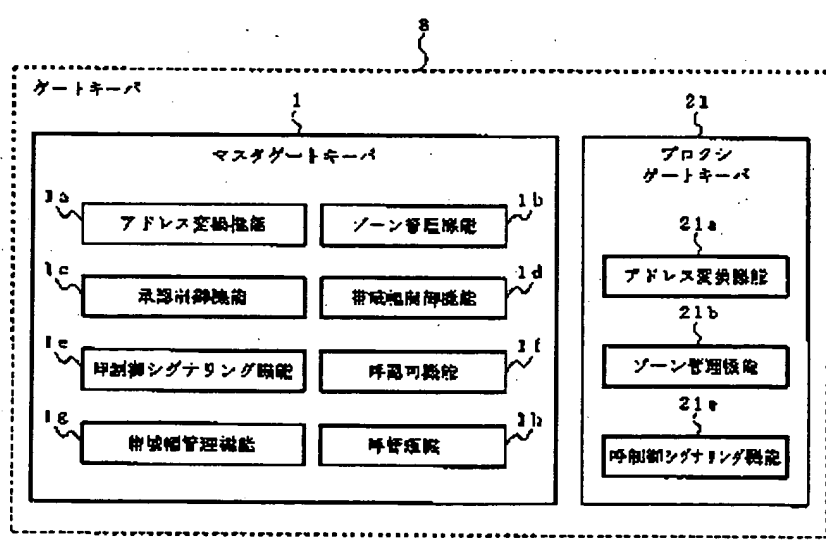 8
ゲートキーパ
1
マスタゲートキーパ
1a
アドレス変換機能
ゾーン管理機能
1b
1c
承認制御機能
帯域幅制御機能
1d
1e
呼制御シグナリング機能
呼認可機能
1f
1g
帯域幅管理機能
呼管理機能
1h
21
プロクシ
ゲートキーパ
21a
アドレス変換機能
21b
ゾーン管理機能
21e
呼制御シグナリング機能